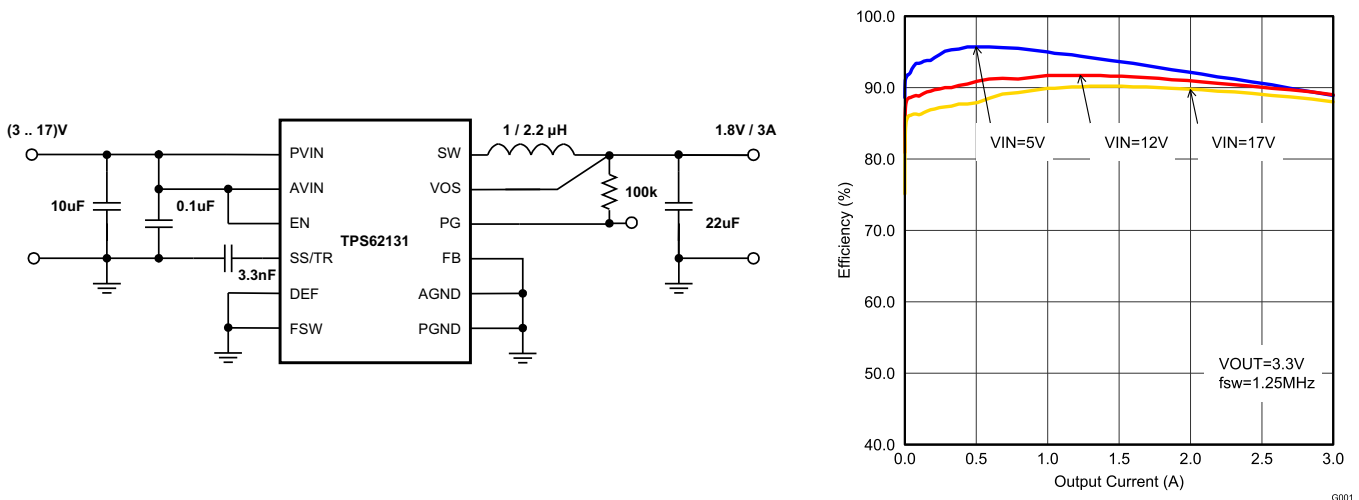 (3 .. 17)V
10uF
0.1uF
3.3nF
PVIN
AVIN
EN
SS/TR
DEF
FSW
TPS62131
SW
VOS
PG
FB
AGND
PGND
1 / 2.2 µH
1.8V / 3A
100k
22uF
Efficiency (%)
100.0
90.0
80.0
70.0
60.0
50.0
40.0
VIN=5V
VIN=12V
VIN=17V
VOUT=3.3V
fsw=1.25MHz
0.0
0.5
1.0
1.5
2.0
2.5
3.0
Output Current (A)
G001